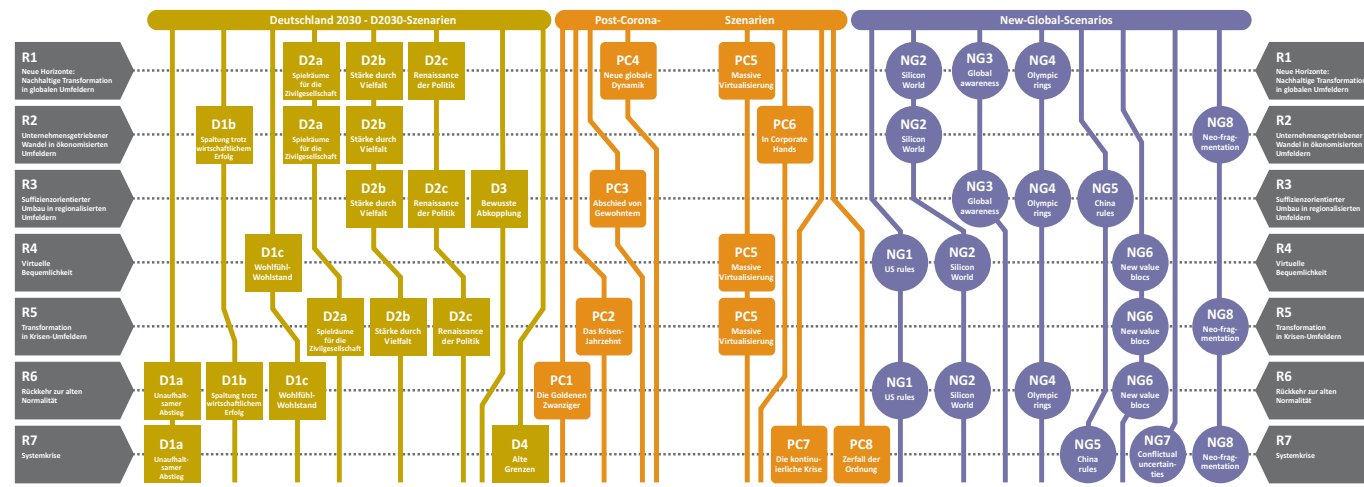 Deutschland 2030 - D2030-Szenarien
Post-Corona- Szenarien
New-Global-Scenarios
R1
Neue Horizonte:
Nachhaltige Transformation
in globalen Umfeldern
D2a
Spielräume
für die
Zivilgesellschaft
D2b
Stärke durch
Vielfalt
D2c
Renaissance
der Politik
PC4
Neue globale
Dynamik
PC5
Massive
Virtualisierung
NG2
Silicon
World
NG3
Global
awareness
NG4
Olympic
rings
R1
Neue Horizonte:
Nachhaltige Transformation
in globalen Umfeldern
R2
Unternehmensgetriebener
Wandel in ökonomisierten
Umfeldern
D1b
Spaltung trotz
wirtschaftlichem
Erfolg
D2a
Spielräume
für die
Zivilgesellschaft
D2b
Stärke durch
Vielfalt
PC6
In Corporate
Hands
NG2
Silicon
World
NG8
Neo-frag-
mentation
R2
Unternehmensgetriebener
Wandel in ökonomisierten
Umfeldern
R3
Suffizienzorientierter
Umbau in regionalisierten
Umfeldern
D2b
Stärke durch
Vielfalt
D2c
Renaissance
der Politik
D3
Bewusste
Abkopplung
PC3
Abschied von
Gewohntem
NG3
Global
awareness
NG4
Olympic
rings
NG5
China
rules
R3
Suffizienzorientierter
Umbau in regionalisierten
Umfeldern
R4
Virtuelle
Bequemlichkeit
D1c
Wohlfühl-
Wohlstand
PC5
Massive
Virtualisierung
NG1
US rules
NG2
Silicon
World
NG6
New value
blocs
R4
Virtuelle
Bequemlichkeit
R5
Transformation
in Krisen-Umfeldern
D2a
Spielräume
für die
Zivilgesellschaft
D2b
Stärke durch
Vielfalt
D2c
Renaissance
der Politik
PC2
Das Krisen-
Jahrzehnt
PC5
Massive
Virtualisierung
NG6
New value
blocs
NG8
Neo-frag-
mentation
R5
Transformation
in Krisen-Umfeldern
R6
Rückkehr zur alten
Normalität
D1a
Unaufhalt-
samer
Abstieg
D1b
Spaltung trotz
wirtschaftlichem
Erfolg
D1c
Wohlfühl-
Wohlstand
PC1
Die Goldenen
Zwanziger
NG1
US rules
NG2
Silicon
World
NG4
Olympic
rings
NG6
New value
blocs
R6
Rückkehr zur alten
Normalität
R7
Systemkrise
D1a
Unaufhalt-
samer
Abstieg
D4
Alte
Grenzen
PC7
Die kontinu-
ierliche Krise
PC8
Zerfall der
Ordnung
NG5
China
rules
NG7
Conflictual
uncertain-
ties
NG8
Neo-frag-
mentation
R7
Systemkrise